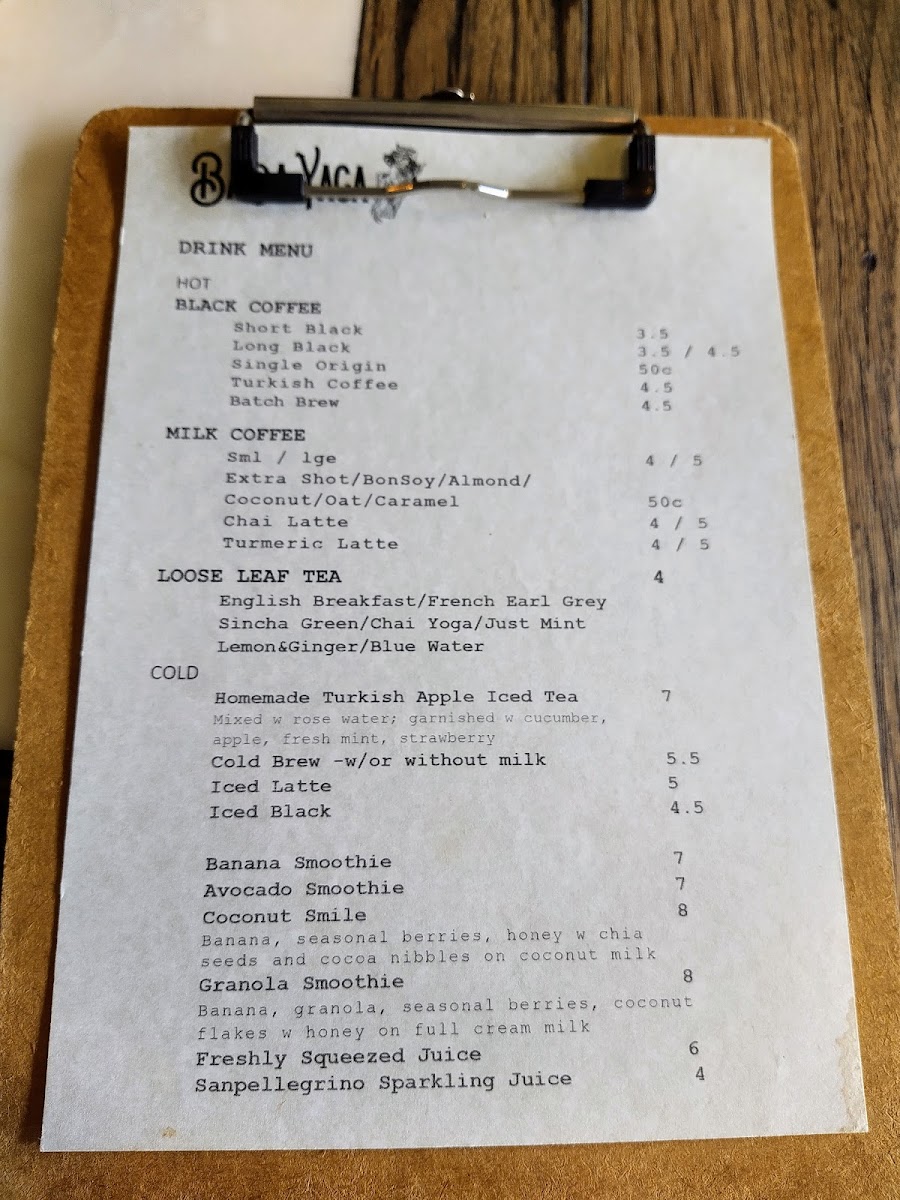 YAGA
DRINK MENU
HOT
BLACK COFFEE
Short Black 3.5
Long Black 3.5 / 4.5
Single Origin 50c
Turkish Coffee 4.5
Batch Brew 4.5
MILK COFFEE
Sml / lge 4 / 5
Extra Shot/BonSoy/Almond/
Coconut/Oat/Caramel 50c
Chai Latte 4 / 5
Turmeric Latte 4 / 5
LOOSE LEAF TEA 4
English Breakfast/French Earl Grey
Sincha Green/Chai Yoga/Just Mint
Lemon&Ginger/Blue Water
COLD
Homemade Turkish Apple Iced Tea 7
Mixed w rose water; garnished w cucumber,
apple, fresh mint, strawberry
Cold Brew -w/or without milk 5.5
Iced Latte 5
Iced Black 4.5
Banana Smoothie 7
Avocado Smoothie 7
Coconut Smile 8
Banana, seasonal berries, honey w chia
seeds and cocoa nibbles on coconut milk
Granola Smoothie 8
Banana, granola, seasonal berries, coconut
flakes w honey on full cream milk
Freshly Squeezed Juice 6
Sanpellegrino Sparkling Juice 4